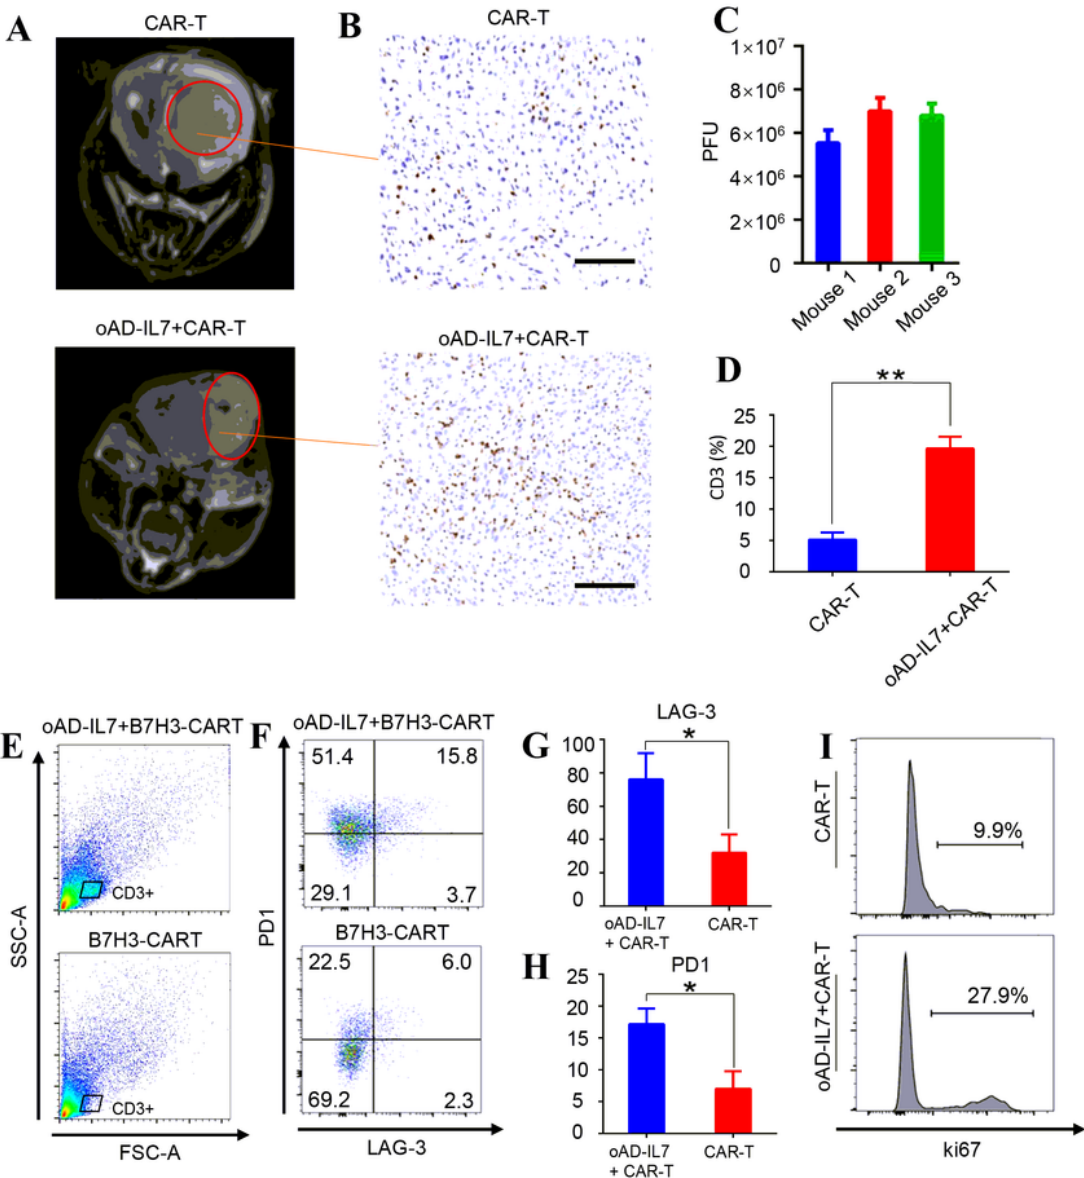 A
CAR-T
oAD-IL7+CAR-T
B
CAR-T
oAD-IL7+CAR-T
C
PFU
1×10⁷
8×10⁶
6×10⁶
4×10⁶
2×10⁶
0
Mouse 1
Mouse 2
Mouse 3
D
**
CD3 (%)
25
20
15
10
5
0
CAR-T
oAD-IL7+CAR-T
E
oAD-IL7+B7H3-CART
CD3+
B7H3-CART
CD3+
SSC-A
FSC-A
F
oAD-IL7+B7H3-CART
51.4 15.8
29.1 3.7
B7H3-CART
22.5 6.0
69.2 2.3
PD1
LAG-3
G
LAG-3
*
100
80
60
40
20
0
oAD-IL7
+ CAR-T
CAR-T
H
PD1
*
25
20
15
10
5
0
oAD-IL7
+ CAR-T
CAR-T
I
CAR-T
9.9%
oAD-IL7+CAR-T
27.9%
ki67